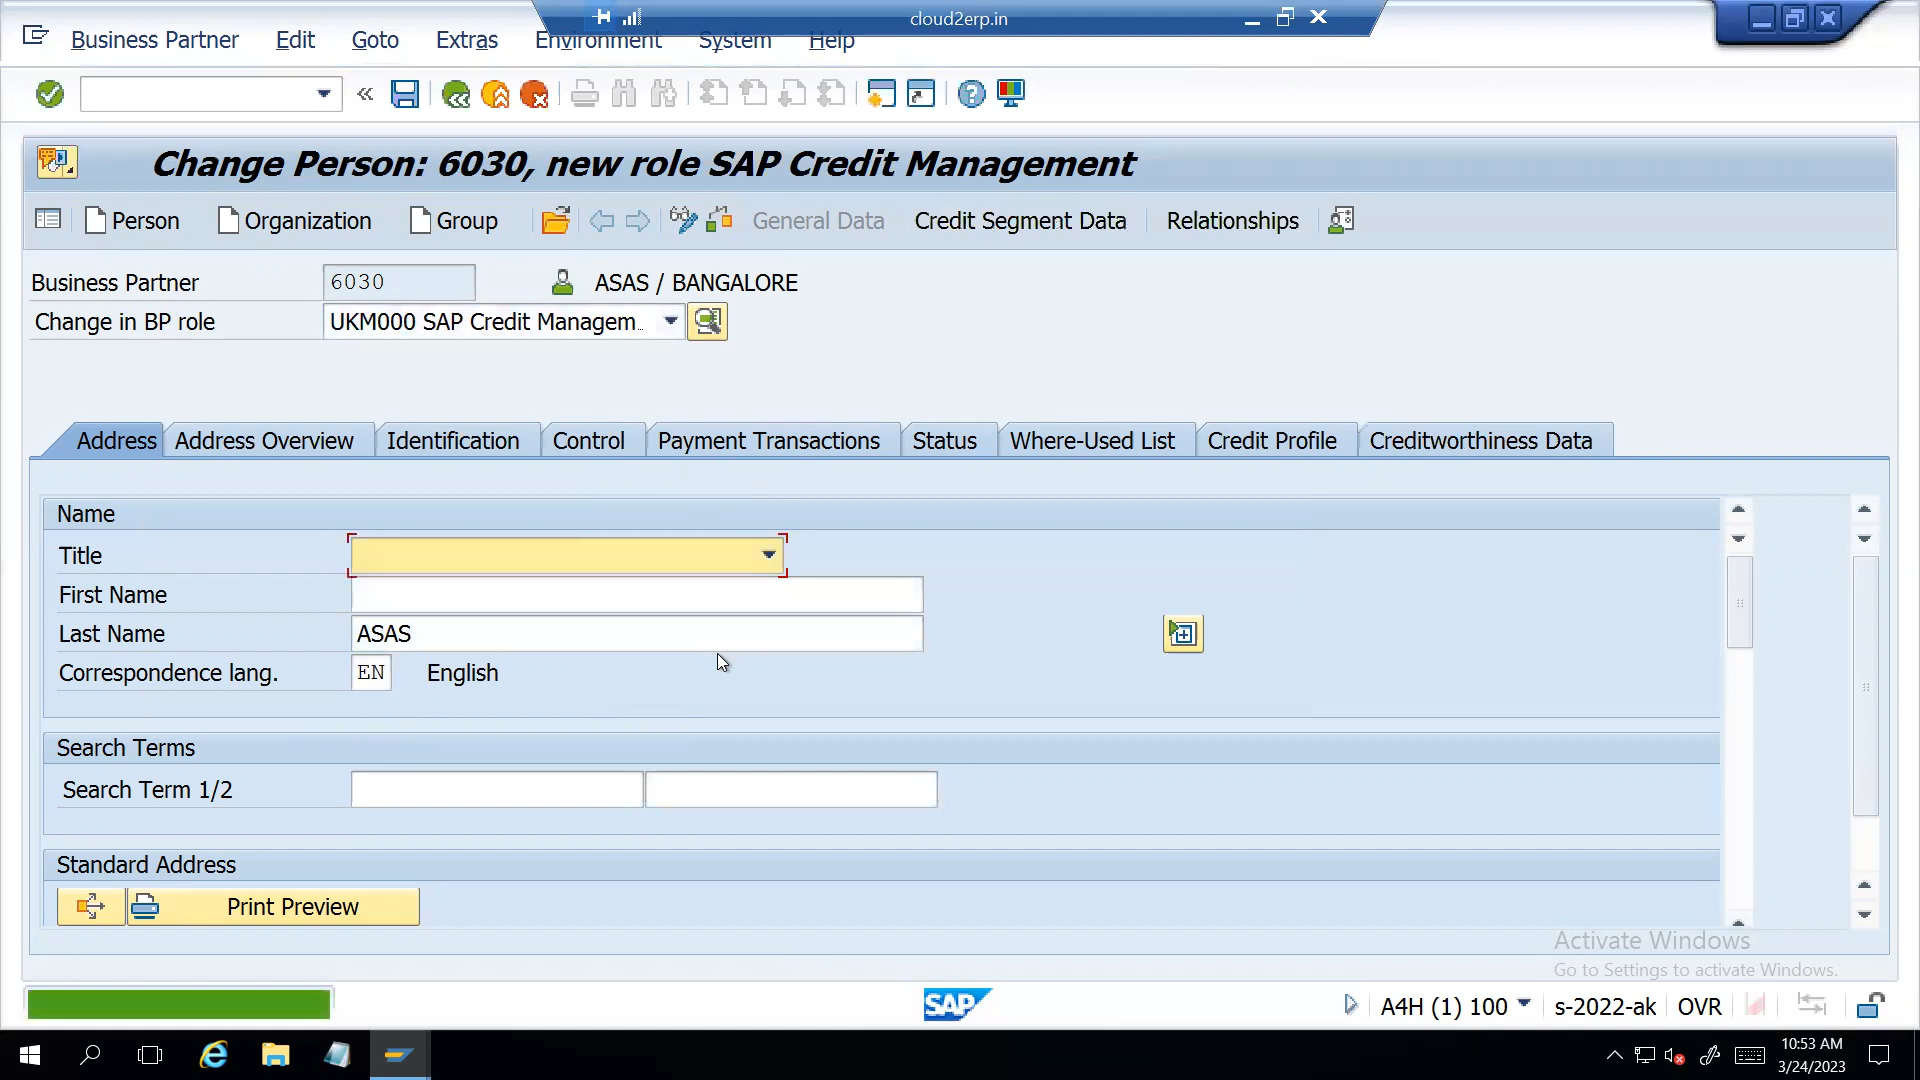 cloud2erp.in
Business Partner Edit Goto Extras Environment System Help
Change Person: 6030, new role SAP Credit Management
Person Organization Group General Data Credit Segment Data Relationships
Business Partner 6030 ASAS / BANGALORE
Change in BP role UKM000 SAP Credit Managem..
Address Address Overview Identification Control Payment Transactions Status Where-Used List Credit Profile Creditworthiness Data
Name
Title
First Name
Last Name ASAS
Correspondence lang. EN English
Search Terms
Search Term 1/2
Standard Address
Print Preview
Activate Windows
Go to Settings to activate Windows.
SAP A4H (1) 100 s-2022-ak OVR
10:53 AM
3/24/2023